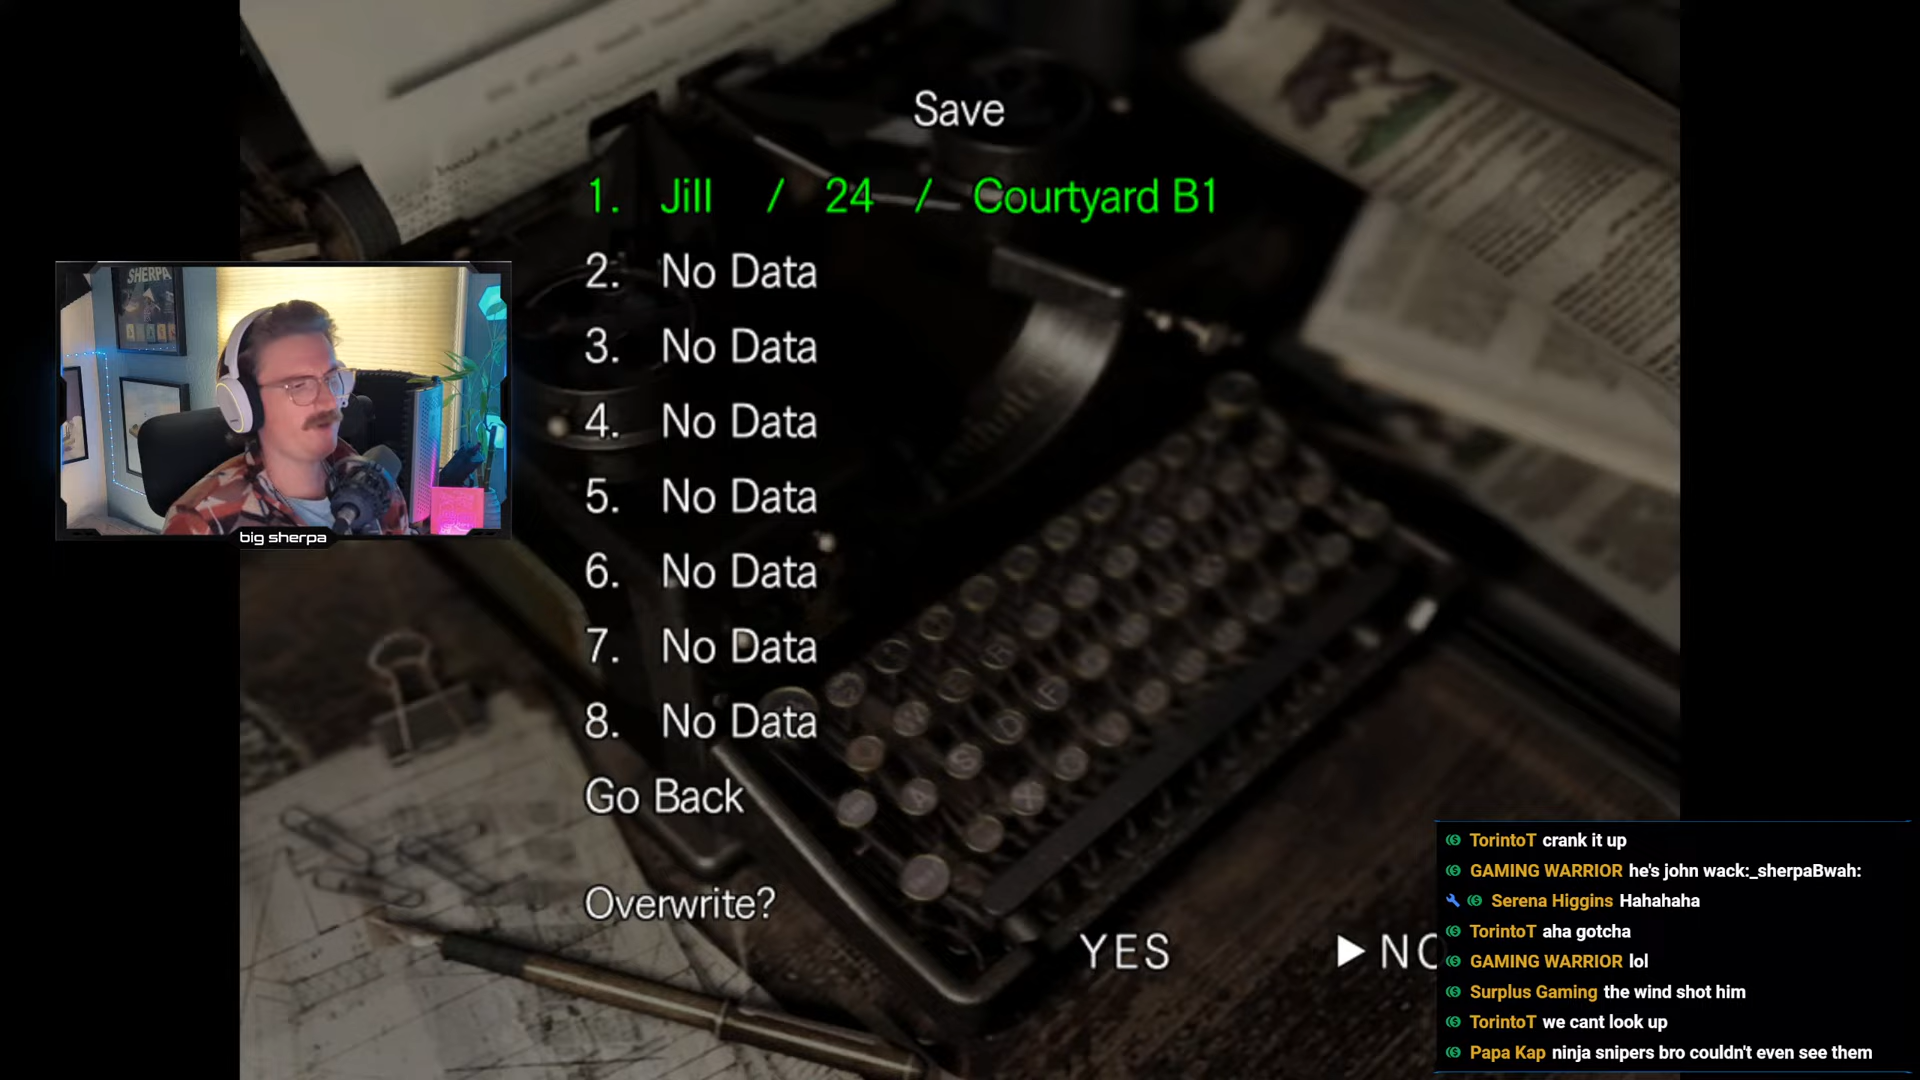 Save
1. Jill / 24 / Courtyard B1
2. No Data
3. No Data
4. No Data
5. No Data
6. No Data
7. No Data
8. No Data
Go Back
Overwrite?
YES ▶ NO
SHERPA
big sherpa
TorintoT crank it up
GAMING WARRIOR he's john wack:_sherpaBwah:
Serena Higgins Hahahaha
TorintoT aha gotcha
GAMING WARRIOR lol
Surplus Gaming the wind shot him
TorintoT we cant look up
Papa Kap ninja snipers bro couldn't even see them